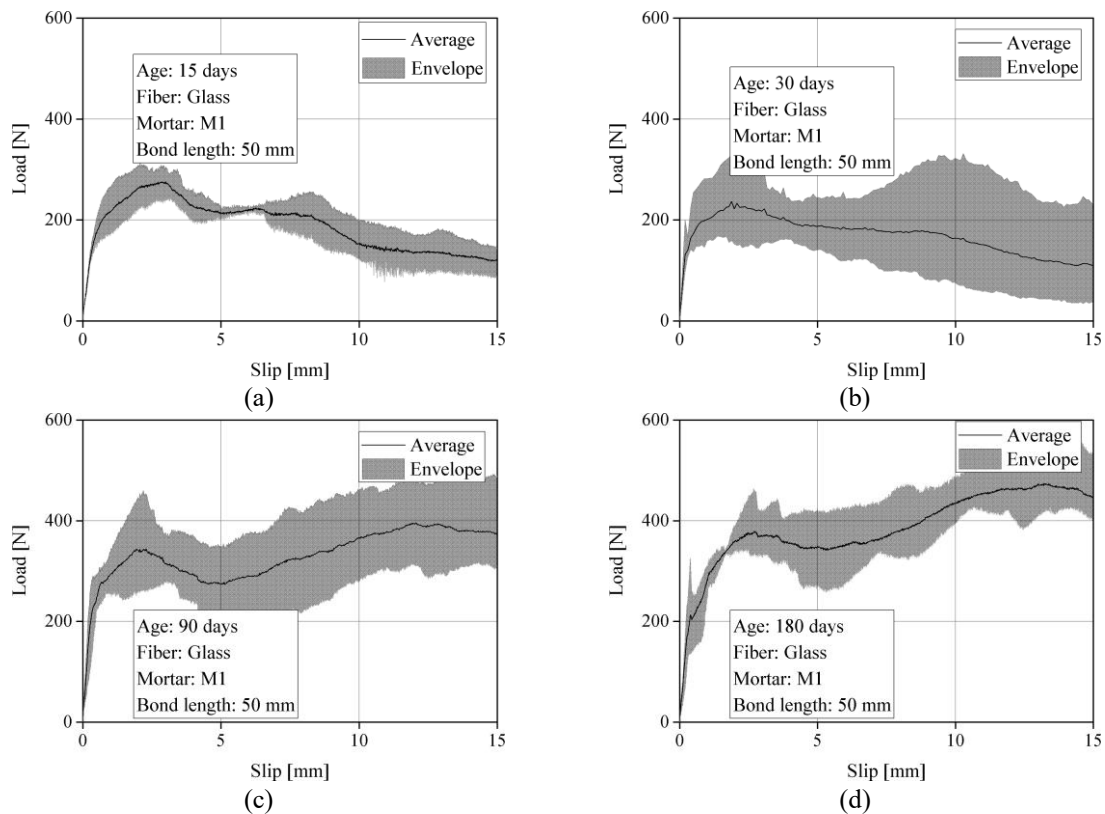 600
400
200
0
Load [N]
Average
Envelope
Age: 15 days
Fiber: Glass
Mortar: M1
Bond length: 50 mm
0 5 10 15
Slip [mm]
(a)
600
400
200
0
Load [N]
Average
Envelope
Age: 30 days
Fiber: Glass
Mortar: M1
Bond length: 50 mm
0 5 10 15
Slip [mm]
(b)
600
400
200
0
Load [N]
Average
Envelope
Age: 90 days
Fiber: Glass
Mortar: M1
Bond length: 50 mm
0 5 10 15
Slip [mm]
(c)
600
400
200
0
Load [N]
Average
Envelope
Age: 180 days
Fiber: Glass
Mortar: M1
Bond length: 50 mm
0 5 10 15
Slip [mm]
(d)